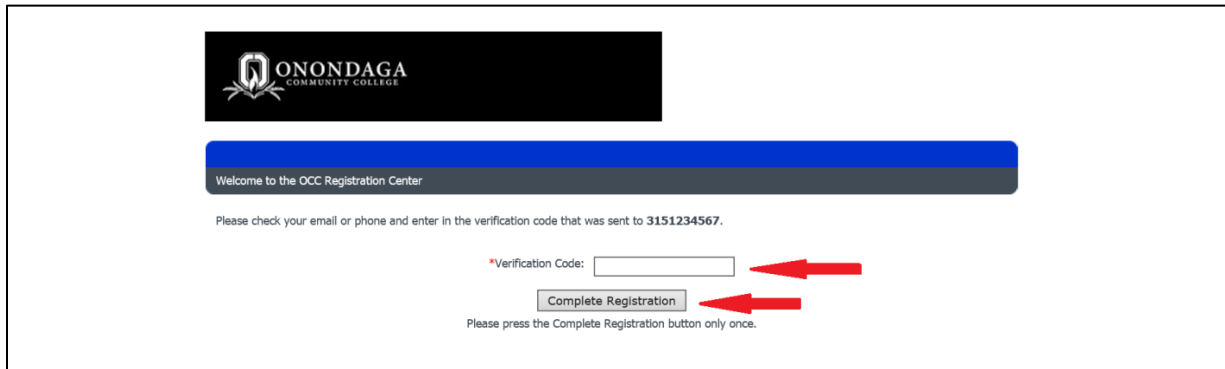 ONONDAGA
COMMUNITY COLLEGE
Welcome to the OCC Registration Center
Please check your email or phone and enter in the verification code that was sent to 3151234567.
*Verification Code:
Complete Registration
Please press the Complete Registration button only once.